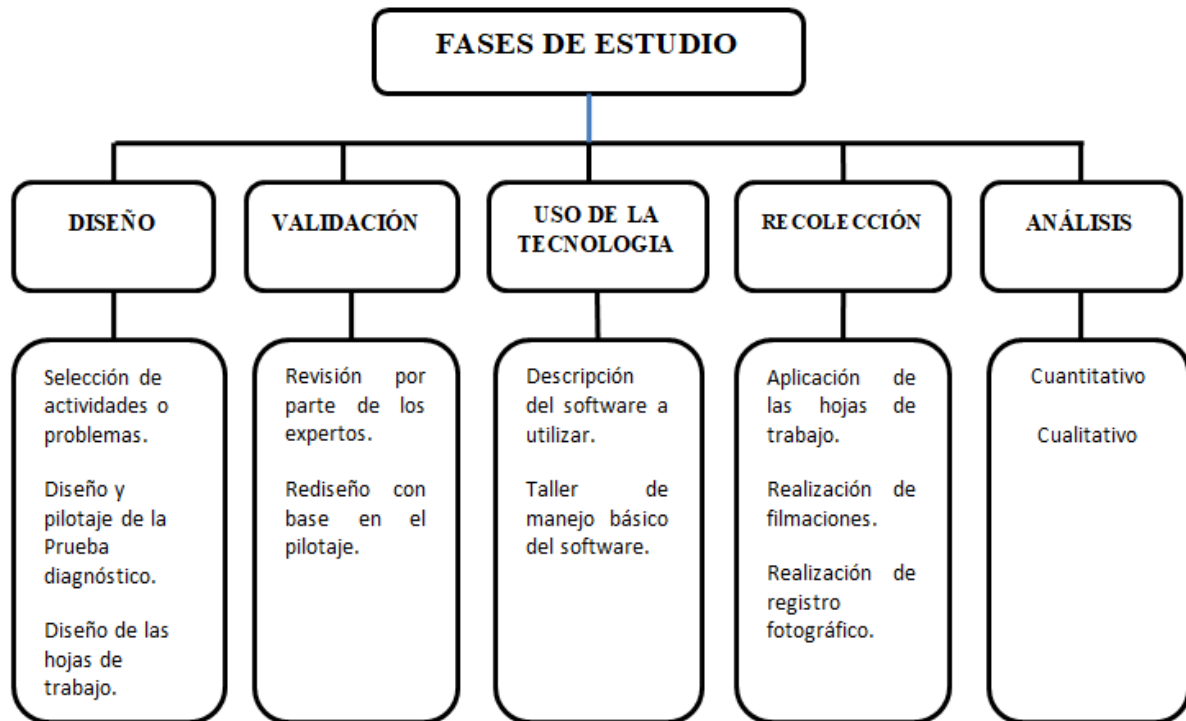 FASES DE ESTUDIO
DISEÑO
VALIDACIÓN
USO DE LA
TECNOLOGIA
RECOLECCIÓN
ANÁLISIS
Selección de
actividades o
problemas.
Diseño y
pilotaje de la
Prueba
diagnóstico.
Diseño de las
hojas de
trabajo.
Revisión por
parte de los
expertos.
Rediseño con
base en el
pilotaje.
Descripción
del software a
utilizar.
Taller de
manejo básico
del software.
Aplicación de
las hojas de
trabajo.
Realización de
filmaciones.
Realización de
registro
fotográfico.
Cuantitativo
Cualitativo